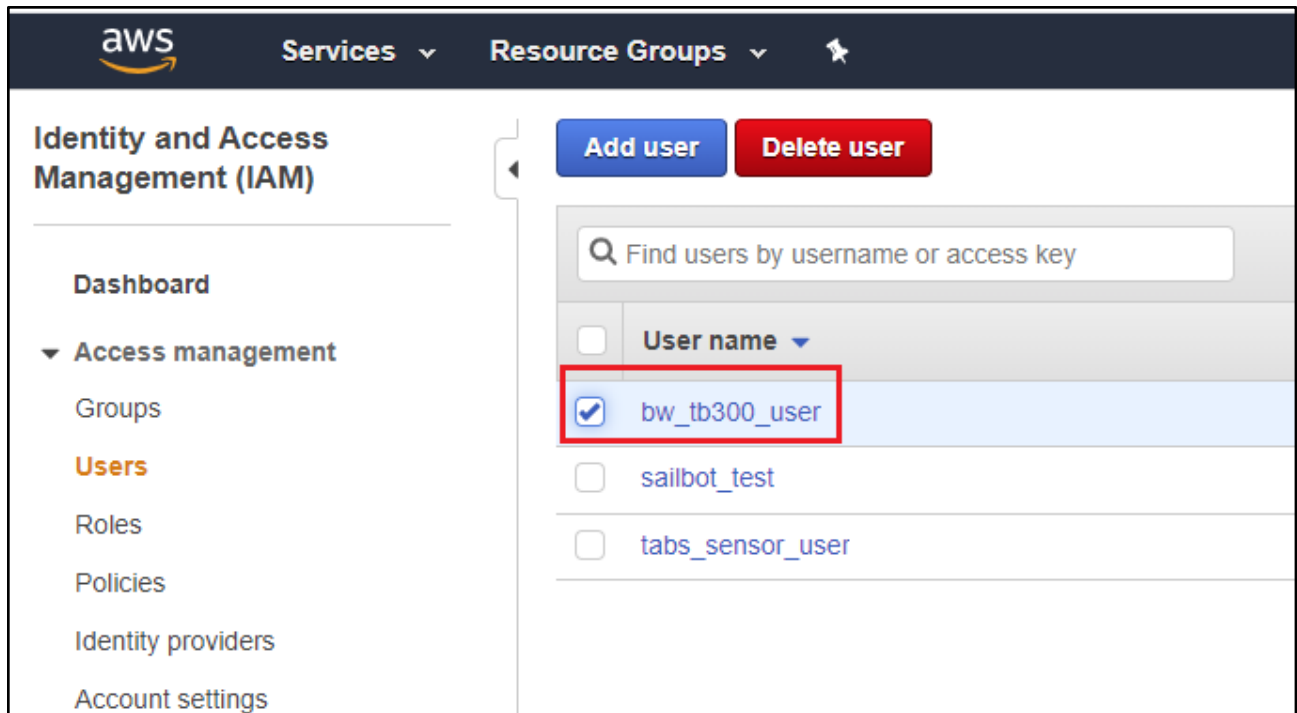 aws Services Resource Groups
Identity and Access
Management (IAM)
Dashboard
Access management
Groups
Users
Roles
Policies
Identity providers
Account settings
Add user Delete user
Find users by username or access key
User name
bw_tb300_user
sailbot_test
tabs_sensor_user